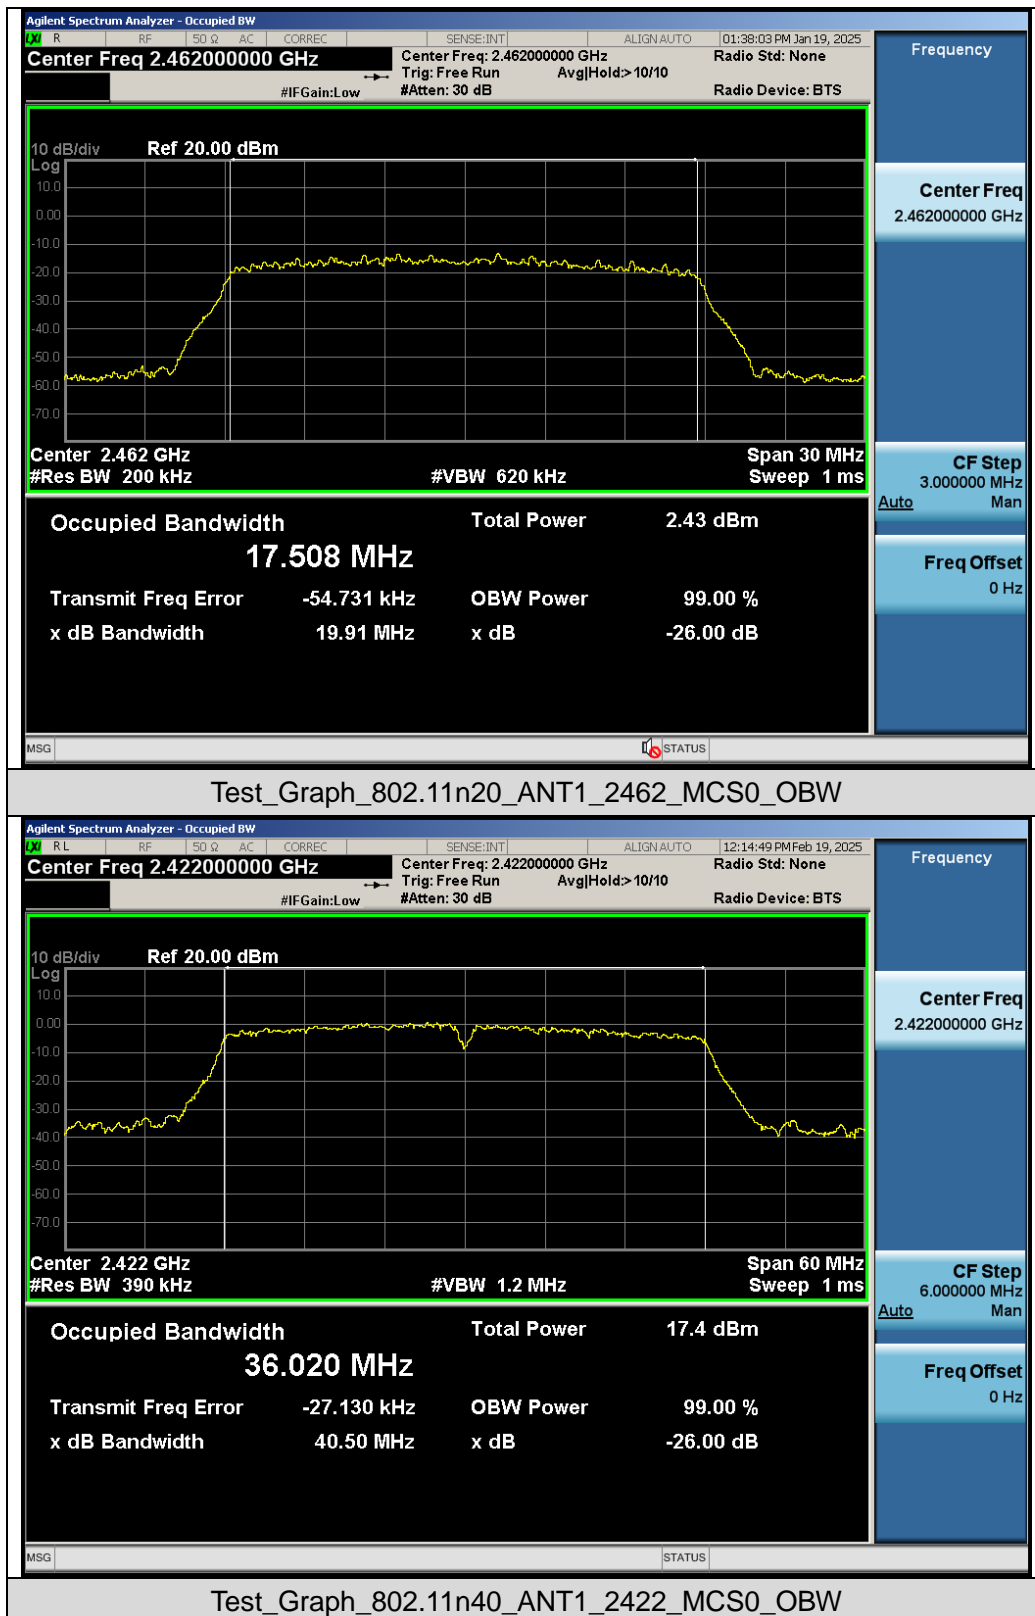 Agilent Spectrum Analyzer - Occupied BW
LXI R RF 50 Ω AC CORREC SENSE:INT ALIGN AUTO 01:38:03 PM Jan 19, 2025
Center Freq 2.462000000 GHz Center Freq: 2.462000000 GHz Radio Std: None Frequency
Trig: Free Run Avg|Hold:> 10/10
#IFGain:Low #Atten: 30 dB Radio Device: BTS
10 dB/div Ref 20.00 dBm
Log
10.0
0.00
-10.0
-20.0
-30.0
-40.0
-50.0
-60.0
-70.0
Center Freq
2.462000000 GHz
Center 2.462 GHz Span 30 MHz
#Res BW 200 kHz #VBW 620 kHz Sweep 1 ms
CF Step
3.000000 MHz
Auto Man
Freq Offset
0 Hz
Occupied Bandwidth Total Power 2.43 dBm
17.508 MHz
Transmit Freq Error -54.731 kHz OBW Power 99.00 %
x dB Bandwidth 19.91 MHz x dB -26.00 dB
MSG STATUS
Test_Graph_802.11n20_ANT1_2462_MCS0_OBW
Agilent Spectrum Analyzer - Occupied BW
LXI R L RF 50 Ω AC CORREC SENSE:INT ALIGN AUTO 12:14:49 PM Feb 19, 2025
Center Freq 2.422000000 GHz Center Freq: 2.422000000 GHz Radio Std: None Frequency
Trig: Free Run Avg|Hold:> 10/10
#IFGain:Low #Atten: 30 dB Radio Device: BTS
10 dB/div Ref 20.00 dBm
Log
10.0
0.00
-10.0
-20.0
-30.0
-40.0
-50.0
-60.0
-70.0
Center Freq
2.422000000 GHz
Center 2.422 GHz Span 60 MHz
#Res BW 390 kHz #VBW 1.2 MHz Sweep 1 ms
CF Step
6.000000 MHz
Auto Man
Freq Offset
0 Hz
Occupied Bandwidth Total Power 17.4 dBm
36.020 MHz
Transmit Freq Error -27.130 kHz OBW Power 99.00 %
x dB Bandwidth 40.50 MHz x dB -26.00 dB
MSG STATUS
Test_Graph_802.11n40_ANT1_2422_MCS0_OBW